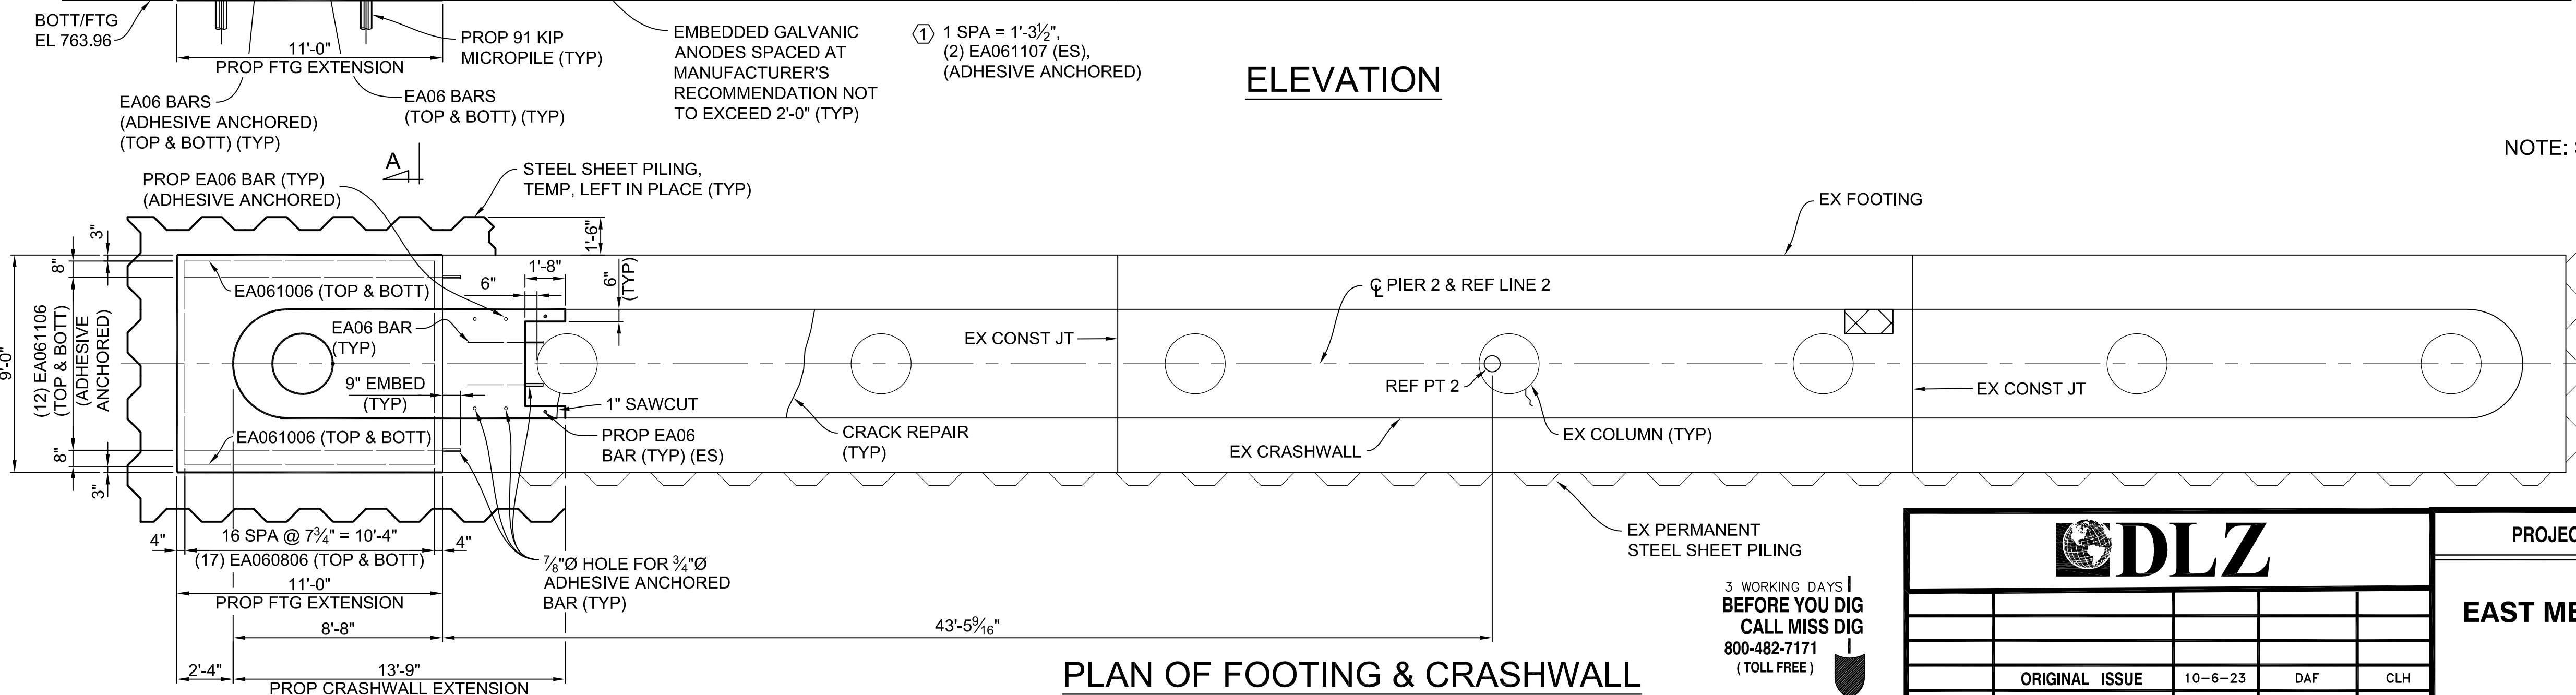 BOTT/FTG
EL 763.96
11'-0"
PROP FTG EXTENSION
PROP 91 KIP
MICROPILE (TYP)
EMBEDDED GALVANIC
ANODES SPACED AT
MANUFACTURER'S
RECOMMENDATION NOT
TO EXCEED 2'-0" (TYP)
1 1 SPA = 1'-3½",
(2) EA061107 (ES),
(ADHESIVE ANCHORED)
ELEVATION
EA06 BARS
(ADHESIVE ANCHORED)
(TOP & BOTT) (TYP)
EA06 BARS
(TOP & BOTT) (TYP)
NOTE:
A
PROP EA06 BAR (TYP)
(ADHESIVE ANCHORED)
STEEL SHEET PILING,
TEMP, LEFT IN PLACE (TYP)
EX FOOTING
3"
8"
1'-6"
1'-8"
6"
6"
(TYP)
EA061006 (TOP & BOTT)
℄ PIER 2 & REF LINE 2
9'-0"
(12) EA061106
(TOP & BOTT)
(ADHESIVE
ANCHORED)
EA06 BAR
(TYP)
EX CONST JT
REF PT 2
EX CONST JT
9" EMBED
(TYP)
1" SAWCUT
EA061006 (TOP & BOTT)
PROP EA06
BAR (TYP) (ES)
CRACK REPAIR
(TYP)
EX CRASHWALL
EX COLUMN (TYP)
8"
3"
4"
16 SPA @ 7¾" = 10'-4"
4"
(17) EA060806 (TOP & BOTT)
⅞"Ø HOLE FOR ¾"Ø
ADHESIVE ANCHORED
BAR (TYP)
EX PERMANENT
STEEL SHEET PILING
11'-0"
PROP FTG EXTENSION
8'-8"
43'-5⁹⁄₁₆"
2'-4"
13'-9"
PROP CRASHWALL EXTENSION
PLAN OF FOOTING & CRASHWALL
3 WORKING DAYS
BEFORE YOU DIG
CALL MISS DIG
800-482-7171
(TOLL FREE)
DLZ
ORIGINAL ISSUE 10-6-23 DAF CLH
PROJEC
EAST ME